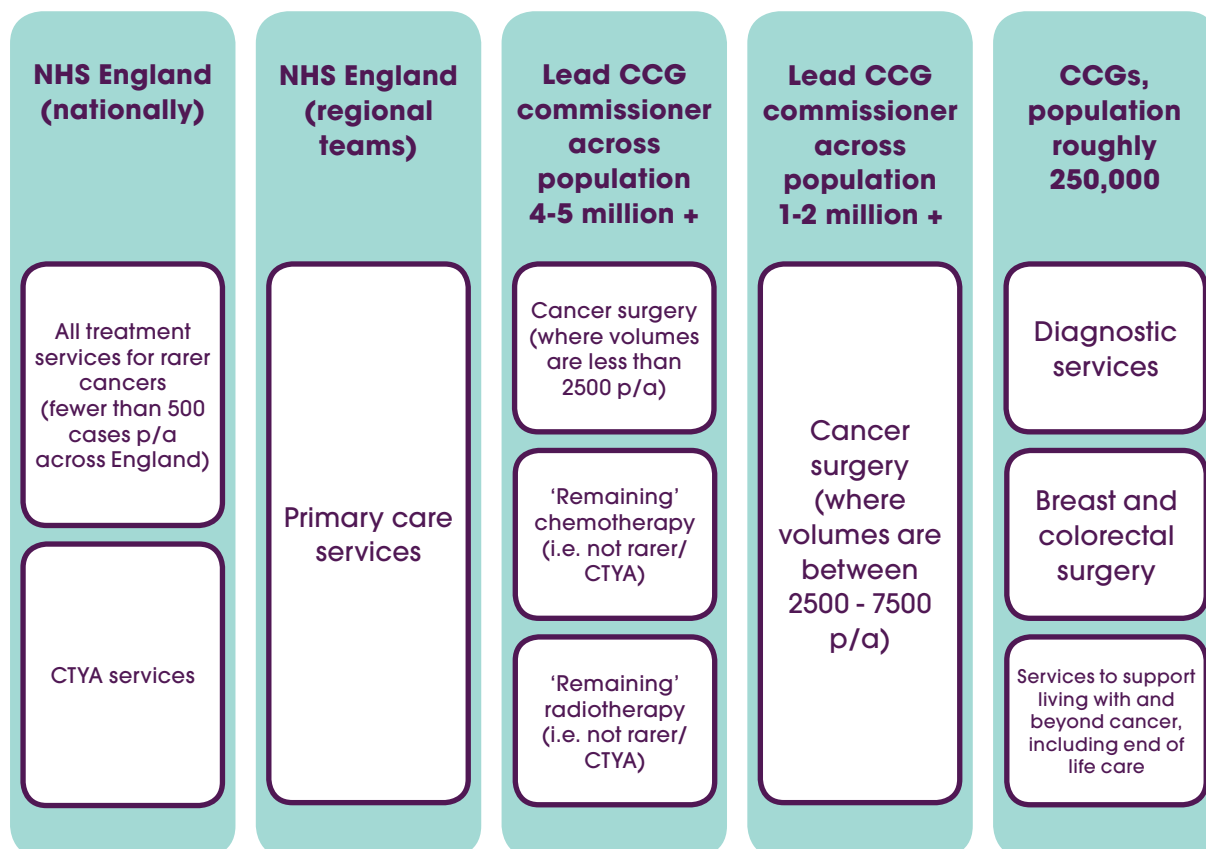 NHS England
(nationally)
All treatment
services for rarer
cancers
(fewer than 500
cases p/a
across England)
CTYA services
NHS England
(regional
teams)
Primary care
services
Lead CCG
commissioner
across
population
4-5 million +
Cancer surgery
(where volumes
are less than
2500 p/a)
‘Remaining’
chemotherapy
(i.e. not rarer/
CTYA)
‘Remaining’
radiotherapy
(i.e. not rarer/
CTYA)
Lead CCG
commissioner
across
population
1-2 million +
Cancer
surgery
(where
volumes are
between
2500 - 7500
p/a)
CCGs,
population
roughly
250,000
Diagnostic
services
Breast and
colorectal
surgery
Services to support
living with and
beyond cancer,
including end of
life care